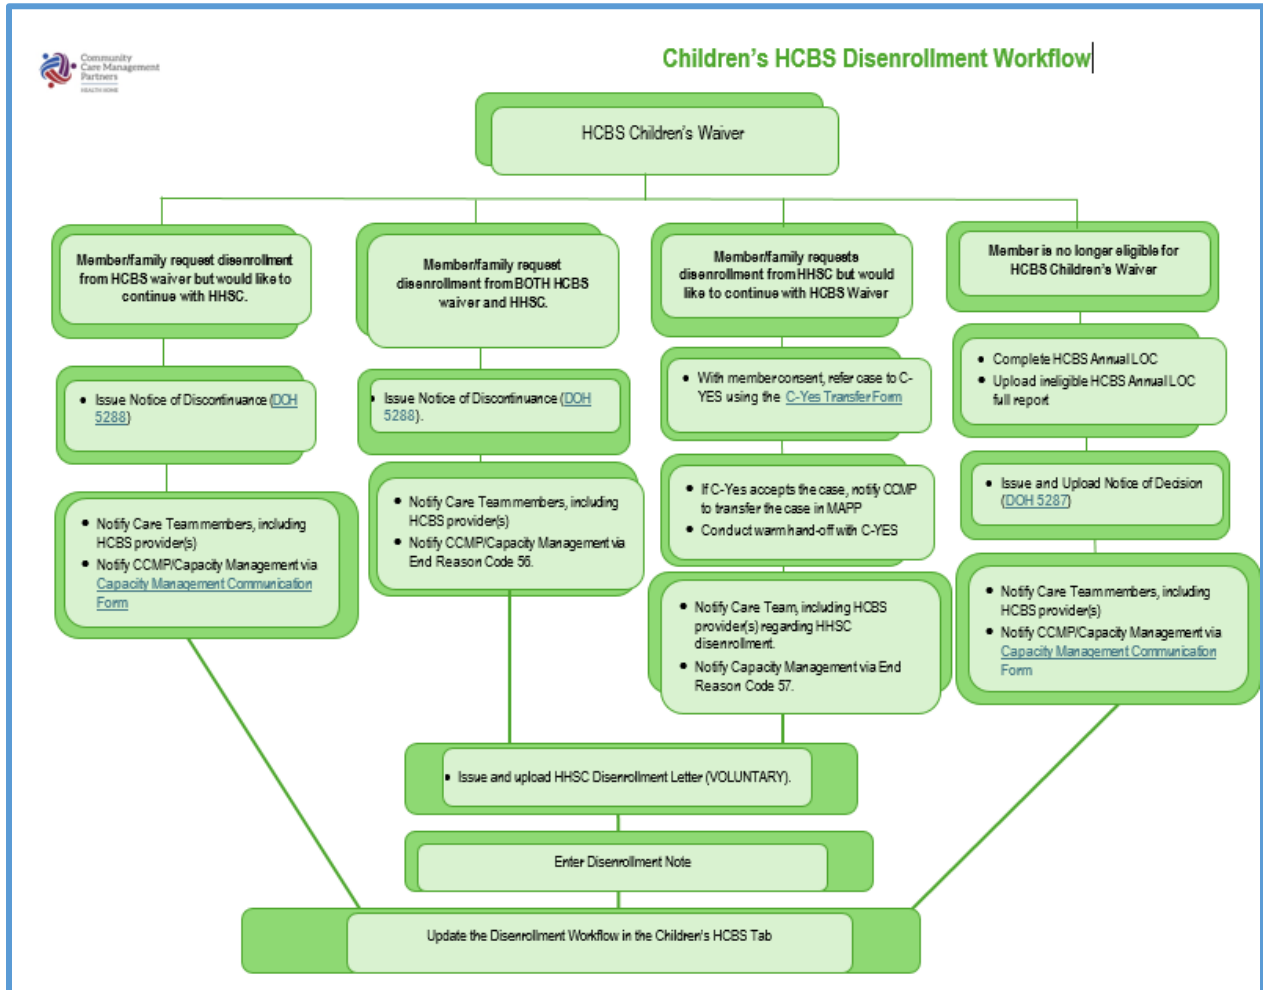 Community
Care Management
Partners
HEALTH HOME
Children's HCBS Disenrollment Workflow
HCBS Children's Waiver
Member/family request disenrollment
from HCBS waiver but would like to
continue with HHSC.
Member/family request
disenrollment from BOTH HCBS
waiver and HHSC.
Member/family requests
disenrollment from HHSC but would
like to continue with HCBS Waiver
Member is no longer eligible for
HCBS Children's Waiver
• Issue Notice of Discontinuance (DOH
5288)
• Issue Notice of Discontinuance (DOH
5288).
• With member consent, refer case to C-
YES using the C-Yes Transfer Form
• Complete HCBS Annual LOC
• Upload ineligible HCBS Annual LOC
full report
• Notify Care Team members, including
HCBS provider(s)
• Notify CCMP/Capacity Management via
Capacity Management Communication
Form
• Notify Care Team members, including
HCBS provider(s)
• Notify CCMP/Capacity Management via
End Reason Code 56.
• If C-Yes accepts the case, notify CCMP
to transfer the case in MAPP
• Conduct warm hand-off with C-YES
• Issue and Upload Notice of Decision
(DOH 5287)
• Notify Care Team, including HCBS
provider(s) regarding HHSC
disenrollment.
• Notify Capacity Management via End
Reason Code 57.
• Notify Care Team members, including
HCBS provider(s)
• Notify CCMP/Capacity Management via
Capacity Management Communication
Form
• Issue and upload HHSC Disenrollment Letter (VOLUNTARY).
Enter Disenrollment Note
Update the Disenrollment Workflow in the Children's HCBS Tab